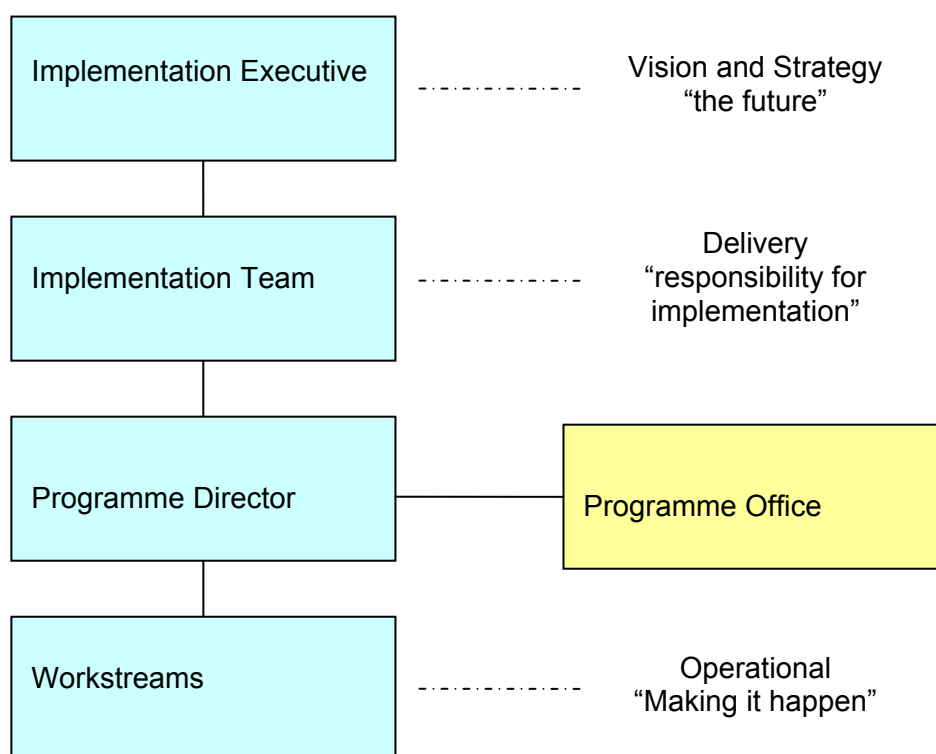 Implementation Executive
Vision and Strategy
“the future”
Implementation Team
Delivery
“responsibility for
implementation”
Programme Director
Programme Office
Workstreams
Operational
“Making it happen”